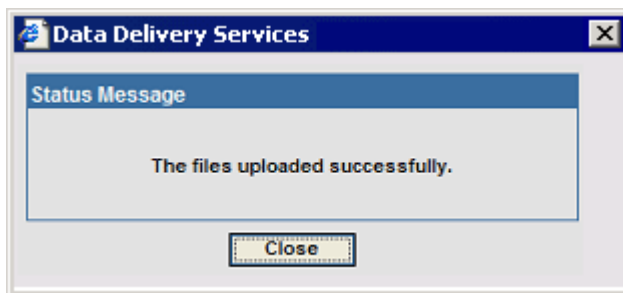 Data Delivery Services
Status Message
The files uploaded successfully.
Close